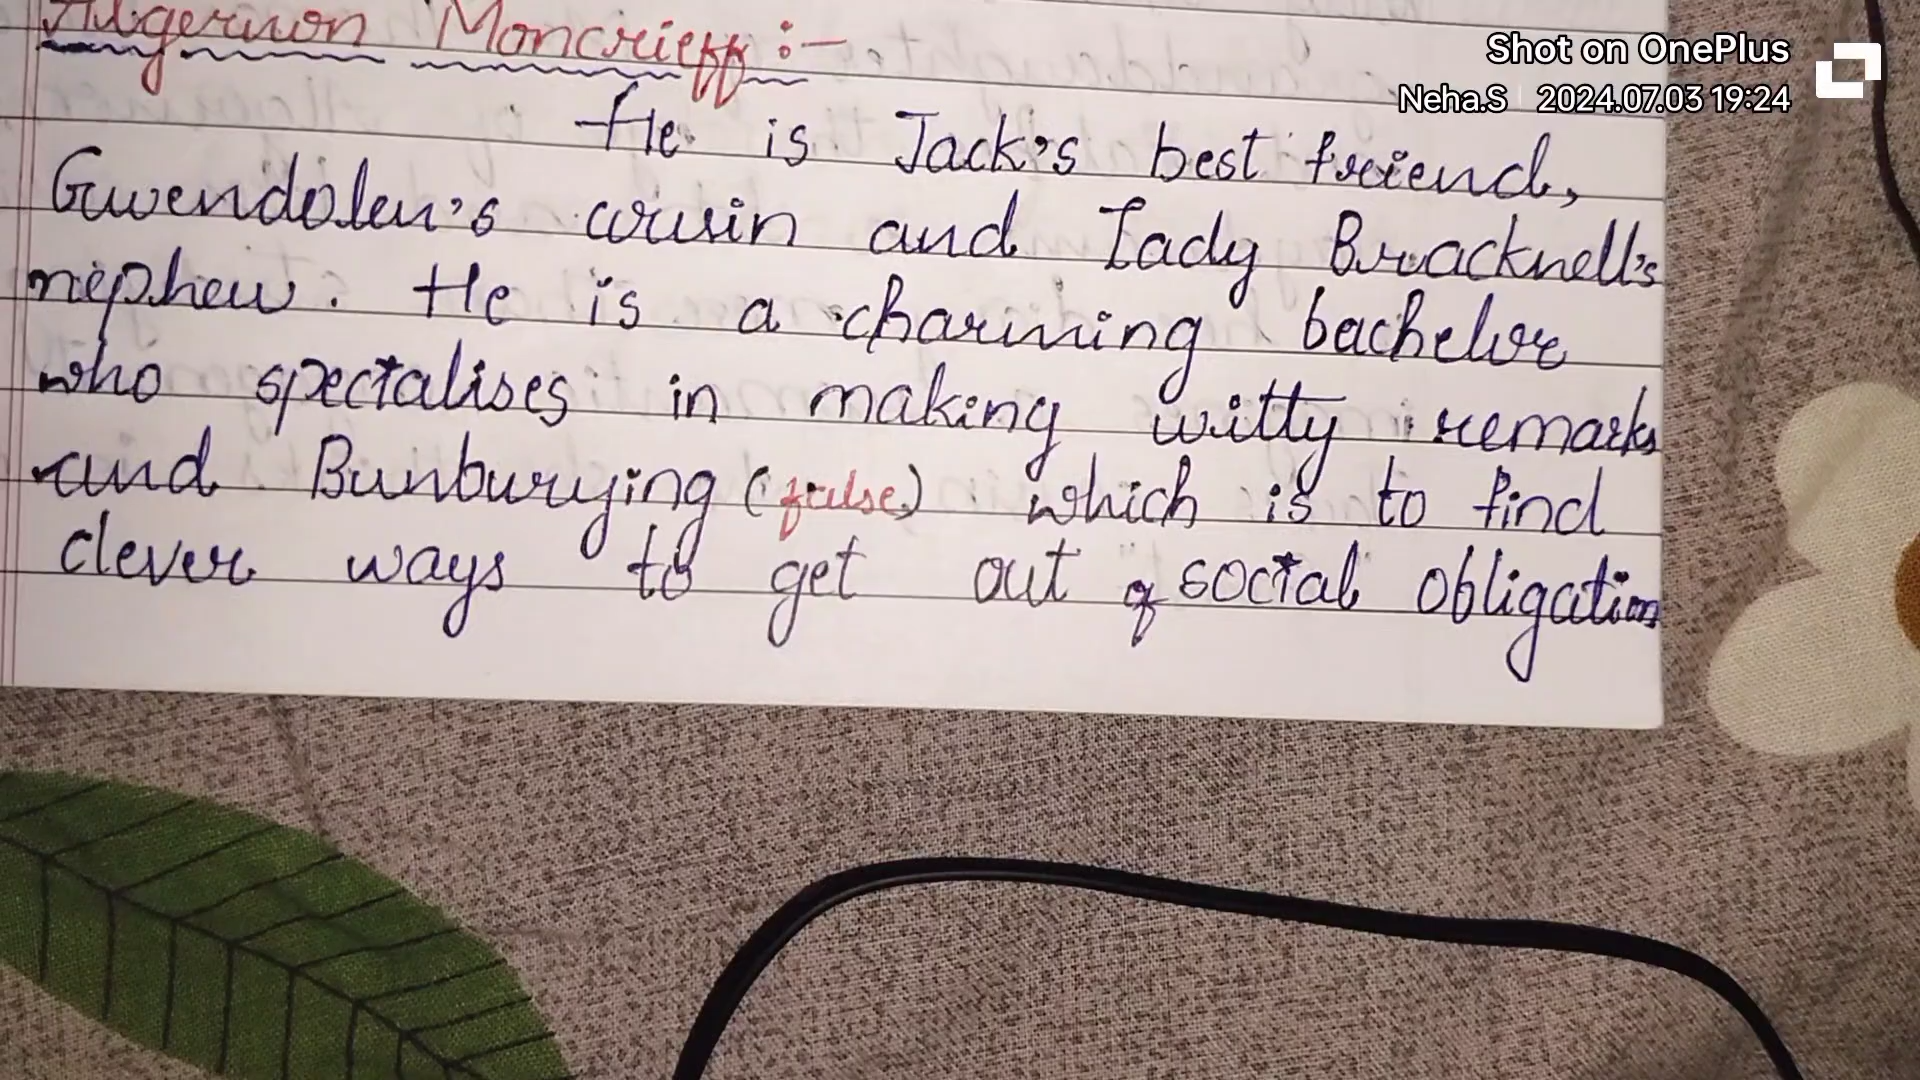 Algernon Moncrieff :-
Shot on OnePlus
Neha.S 2024.07.03 19:24
He is Jack's best friend,
Gwendolen's cousin and Lady Bracknell's
nephew. He is a charming bachelor
who specialises in making witty remarks
and Bunburying (false) which is to find
clever ways to get out of social obligation